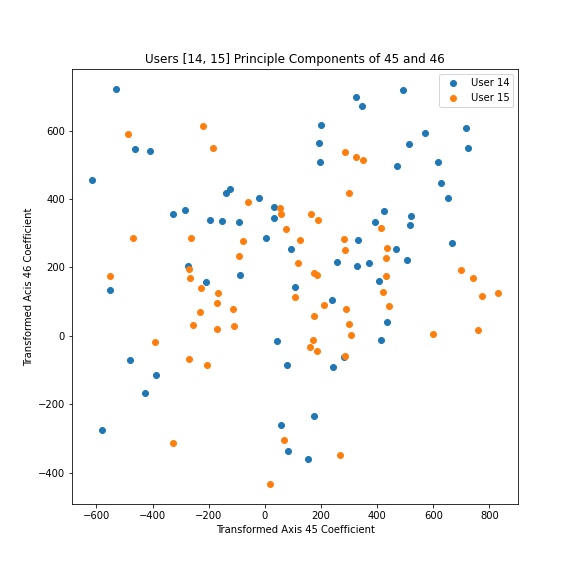 Users [14, 15] Principle Components of 45 and 46
User 14
User 15
Transformed Acis 46 Coefficient
600
400
200
0
−200
−400
−600 −400 −200 0 200 400 600 800
Transformed Axis 45 Coefficient